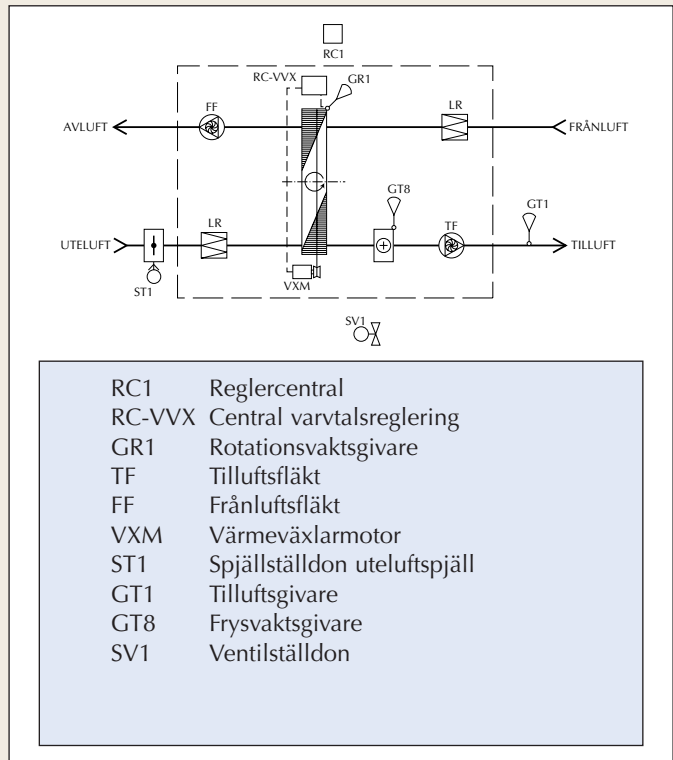 RC1
RC-VVX
GR1
L
FF
LR
AVLUFT
FRÅNLUFT
GT8
GT1
LR
TF
UTELUFT
TILLUFT
ST1
VXM
SV1
RC1 Reglercentral
RC-VVX Central varvtalsreglering
GR1 Rotationsvaktsgivare
TF Tilluftsfläkt
FF Frånluftsfläkt
VXM Värmeväxlarmotor
ST1 Spjällställdon uteluftspjäll
GT1 Tilluftsgivare
GT8 Frysvaktsgivare
SV1 Ventilställdon